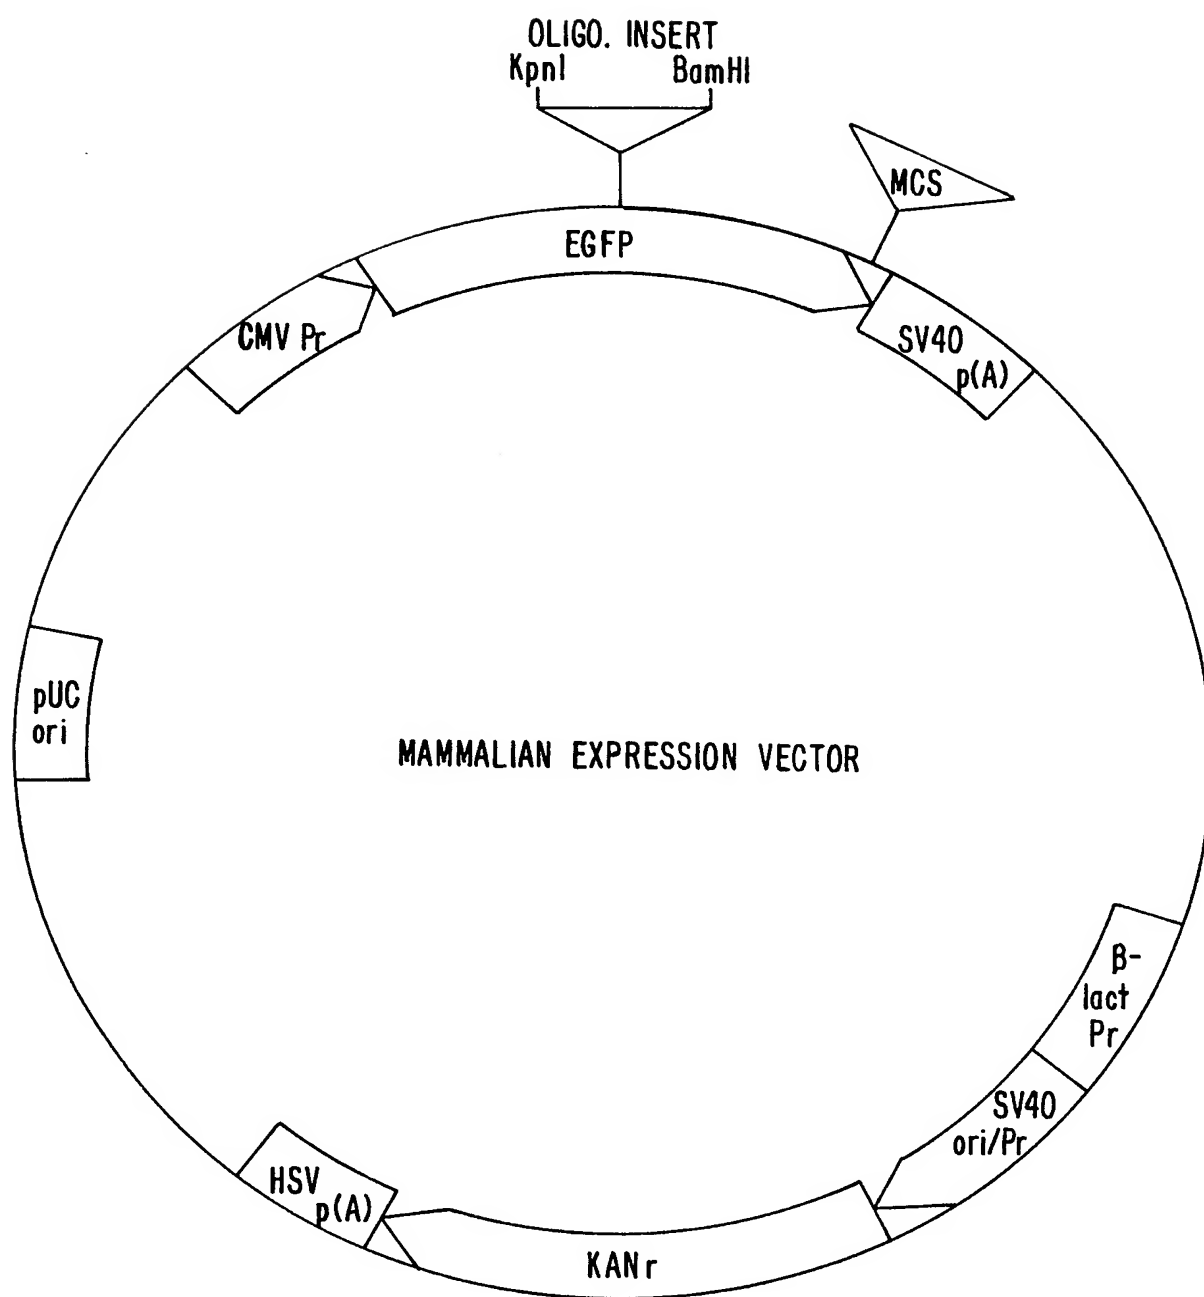 OLIGO. INSERT
KpnI BamHI
MCS
EGFP
CMV Pr
SV40
p(A)
pUC
ori
MAMMALIAN EXPRESSION VECTOR
β-
lact
Pr
SV40
ori/Pr
HSV
p(A)
KANr